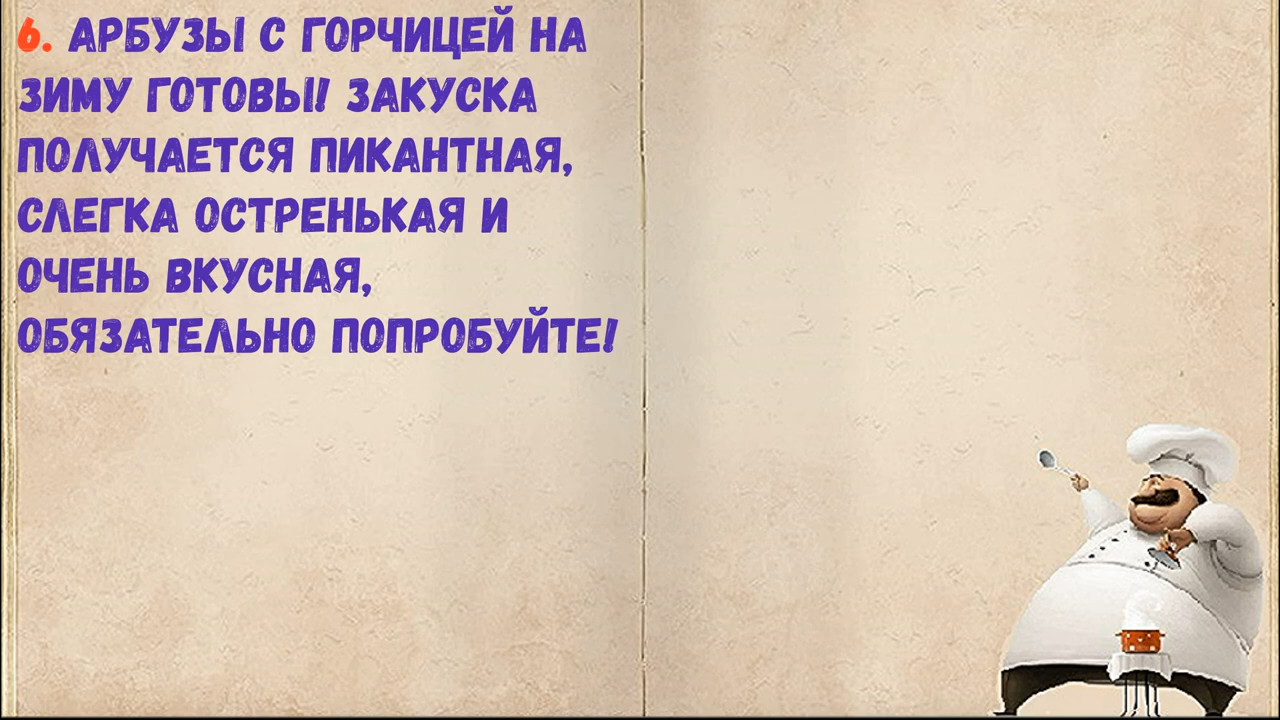 6. АРБУЗЫ С ГОРЧИЦЕЙ НА
ЗИМУ ГОТОВЫ! ЗАКУСКА
ПОЛУЧАЕТСЯ ПИКАНТНАЯ,
СЛЕГКА ОСТРЕНЬКАЯ И
ОЧЕНЬ ВКУСНАЯ,
ОБЯЗАТЕЛЬНО ПОПРОБУЙТЕ!